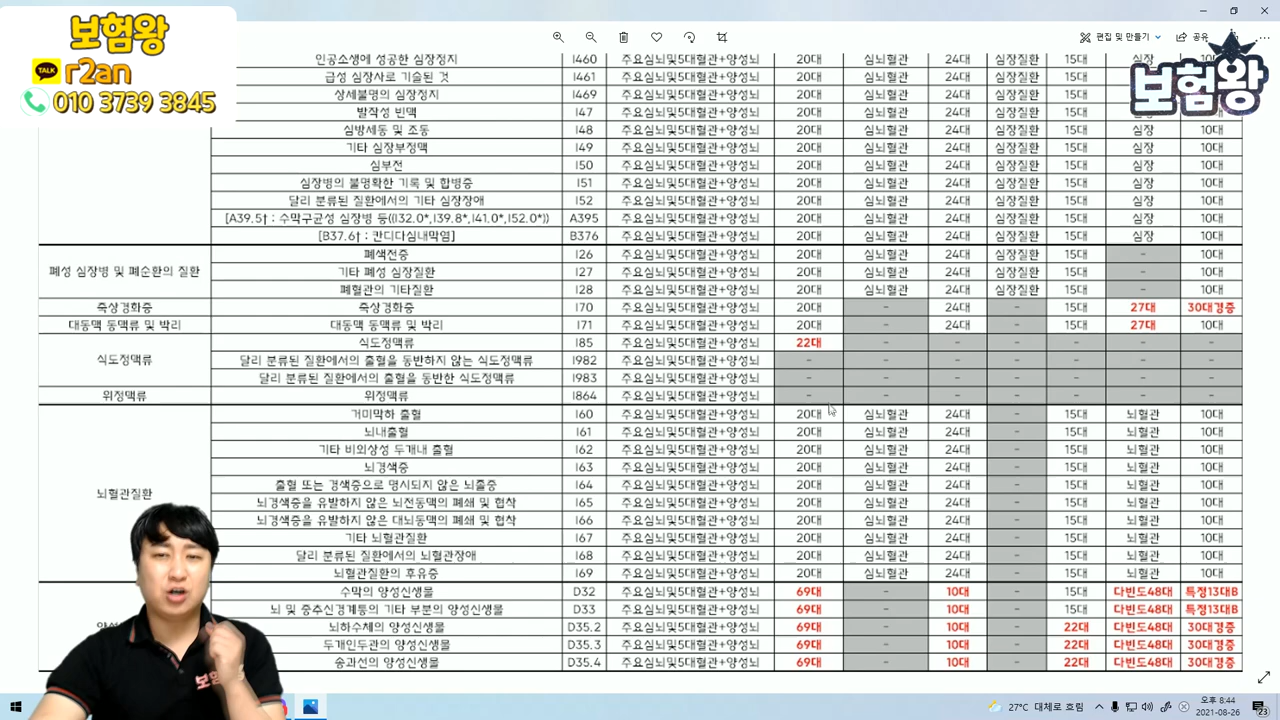 보험왕
TALK r2an
010 3739 3845
편집 및 만들기 공유
보험왕
인공소생에 성공한 심장정지 I460 주요심뇌및5대혈관+양성뇌 20대 심뇌혈관 24대 심장질환 15대 심장 10대
급성 심장사로 기술된 것 I461 주요심뇌및5대혈관+양성뇌 20대 심뇌혈관 24대 심장질환 15대
상세불명의 심장정지 I469 주요심뇌및5대혈관+양성뇌 20대 심뇌혈관 24대 심장질환 15대
발작성 빈맥 I47 주요심뇌및5대혈관+양성뇌 20대 심뇌혈관 24대 심장질환 15대
심방세동 및 조동 I48 주요심뇌및5대혈관+양성뇌 20대 심뇌혈관 24대 심장질환 15대 심장 10대
기타 심장부정맥 I49 주요심뇌및5대혈관+양성뇌 20대 심뇌혈관 24대 심장질환 15대 심장 10대
심부전 I50 주요심뇌및5대혈관+양성뇌 20대 심뇌혈관 24대 심장질환 15대 심장 10대
심장병의 불명확한 기록 및 합병증 I51 주요심뇌및5대혈관+양성뇌 20대 심뇌혈관 24대 심장질환 15대 심장 10대
달리 분류된 질환에서의 기타 심장장애 I52 주요심뇌및5대혈관+양성뇌 20대 심뇌혈관 24대 심장질환 15대 심장 10대
[A39.5† ; 수막구균성 심장병 등((I32.0*,I39.8*,I41.0*,I52.0*)) A395 주요심뇌및5대혈관+양성뇌 20대 심뇌혈관 24대 심장질환 15대 심장 10대
[B37.6† ; 칸디다심내막염] B376 주요심뇌및5대혈관+양성뇌 20대 심뇌혈관 24대 심장질환 15대 심장 10대
폐색전증 I26 주요심뇌및5대혈관+양성뇌 20대 심뇌혈관 24대 심장질환 15대 - 10대
폐성 심장병 및 폐순환의 질환 기타 폐성 심장질환 I27 주요심뇌및5대혈관+양성뇌 20대 심뇌혈관 24대 심장질환 15대 - 10대
폐혈관의 기타질환 I28 주요심뇌및5대혈관+양성뇌 20대 심뇌혈관 24대 심장질환 15대 - 10대
죽상경화증 죽상경화증 I70 주요심뇌및5대혈관+양성뇌 20대 - 24대 - 15대 27대 30대경증
대동맥 동맥류 및 박리 대동맥 동맥류 및 박리 I71 주요심뇌및5대혈관+양성뇌 20대 - 24대 - 15대 27대 10대
식도정맥류 I85 주요심뇌및5대혈관+양성뇌 22대 - - - - - -
식도정맥류 달리 분류된 질환에서의 출혈을 동반하지 않는 식도정맥류 I982 주요심뇌및5대혈관+양성뇌 - - - - - - -
달리 분류된 질환에서의 출혈을 동반한 식도정맥류 I983 주요심뇌및5대혈관+양성뇌 - - - - - - -
위정맥류 위정맥류 I864 주요심뇌및5대혈관+양성뇌 - - - - - - -
거미막하 출혈 I60 주요심뇌및5대혈관+양성뇌 20대 심뇌혈관 24대 - 15대 뇌혈관 10대
뇌내출혈 I61 주요심뇌및5대혈관+양성뇌 20대 심뇌혈관 24대 - 15대 뇌혈관 10대
기타 비외상성 두개내 출혈 I62 주요심뇌및5대혈관+양성뇌 20대 심뇌혈관 24대 - 15대 뇌혈관 10대
뇌경색증 I63 주요심뇌및5대혈관+양성뇌 20대 심뇌혈관 24대 - 15대 뇌혈관 10대
출혈 또는 경색증으로 명시되지 않은 뇌졸중 I64 주요심뇌및5대혈관+양성뇌 20대 심뇌혈관 24대 - 15대 뇌혈관 10대
뇌혈관질환 뇌경색증을 유발하지 않은 뇌전동맥의 폐쇄 및 협착 I65 주요심뇌및5대혈관+양성뇌 20대 심뇌혈관 24대 - 15대 뇌혈관 10대
뇌경색증을 유발하지 않은 대뇌동맥의 폐쇄 및 협착 I66 주요심뇌및5대혈관+양성뇌 20대 심뇌혈관 24대 - 15대 뇌혈관 10대
기타 뇌혈관질환 I67 주요심뇌및5대혈관+양성뇌 20대 심뇌혈관 24대 - 15대 뇌혈관 10대
달리 분류된 질환에서의 뇌혈관장애 I68 주요심뇌및5대혈관+양성뇌 20대 심뇌혈관 24대 - 15대 뇌혈관 10대
뇌혈관질환의 후유증 I69 주요심뇌및5대혈관+양성뇌 20대 심뇌혈관 24대 - 15대 뇌혈관 10대
수막의 양성신생물 D32 주요심뇌및5대혈관+양성뇌 69대 - 10대 - 15대 다빈도48대 특정13대B
뇌 및 중추신경계등의 기타 부분의 양성신생물 D33 주요심뇌및5대혈관+양성뇌 69대 - 10대 - 15대 다빈도48대 특정13대B
뇌하수체의 양성신생물 D35.2 주요심뇌및5대혈관+양성뇌 69대 - 10대 - 22대 다빈도48대 30대경증
두개인두관의 양성신생물 D35.3 주요심뇌및5대혈관+양성뇌 69대 - 10대 - 22대 다빈도48대 30대경증
송과선의 양성신생물 D35.4 주요심뇌및5대혈관+양성뇌 69대 - 10대 - 22대 다빈도48대 30대경증
27°C 대체로 흐림 오후 8:44
2021-08-26 23